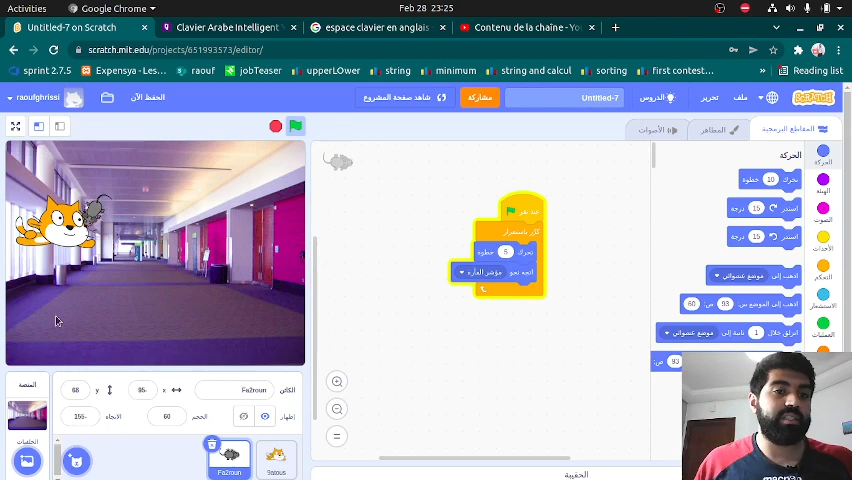 Activities
Google Chrome
Feb 28 23:25
Untitled-7 on Scratch
Clavier Arabe Intelligent Y
espace clavier en anglais
Contenu de la chaîne - You
scratch.mit.edu/projects/651993573/editor/
sprint 2.7.5
Expensya - Les...
raouf
jobTeaser
upperLOwer
string
minimum
string and calcul
sorting
First contest...
»
Reading list
ملف
تحرير
الدروس
Untitled-7
مشاركة
شاهد صفحة المشروع
الحفظ الآن
raoufghrissi
المقاطع البرمجية
المظاهر
الأصوات
الحركة
تحرك 10 خطوة
استدر 15 درجة
استدر 15 درجة
اذهب إلى موضع عشوائي
اذهب إلى الموضع س: 93 ص: 60
انزلق خلال 1 ثانية إلى موضع عشوائي
93 ص:
الحركة
الهيئة
الصوت
الأحداث
التحكم
الاستشعار
العمليات
عند نقر
كرّر باستمرار
تحرك 5 خطوة
اتجه نحو مؤشر الفأرة
الكائن Fa2roun
x 95-
y 68
إظهار
الحجم 60
الاتجاه 155-
Fa2roun
9atous
المنصة
الخلفيات
الحقيبة
macron